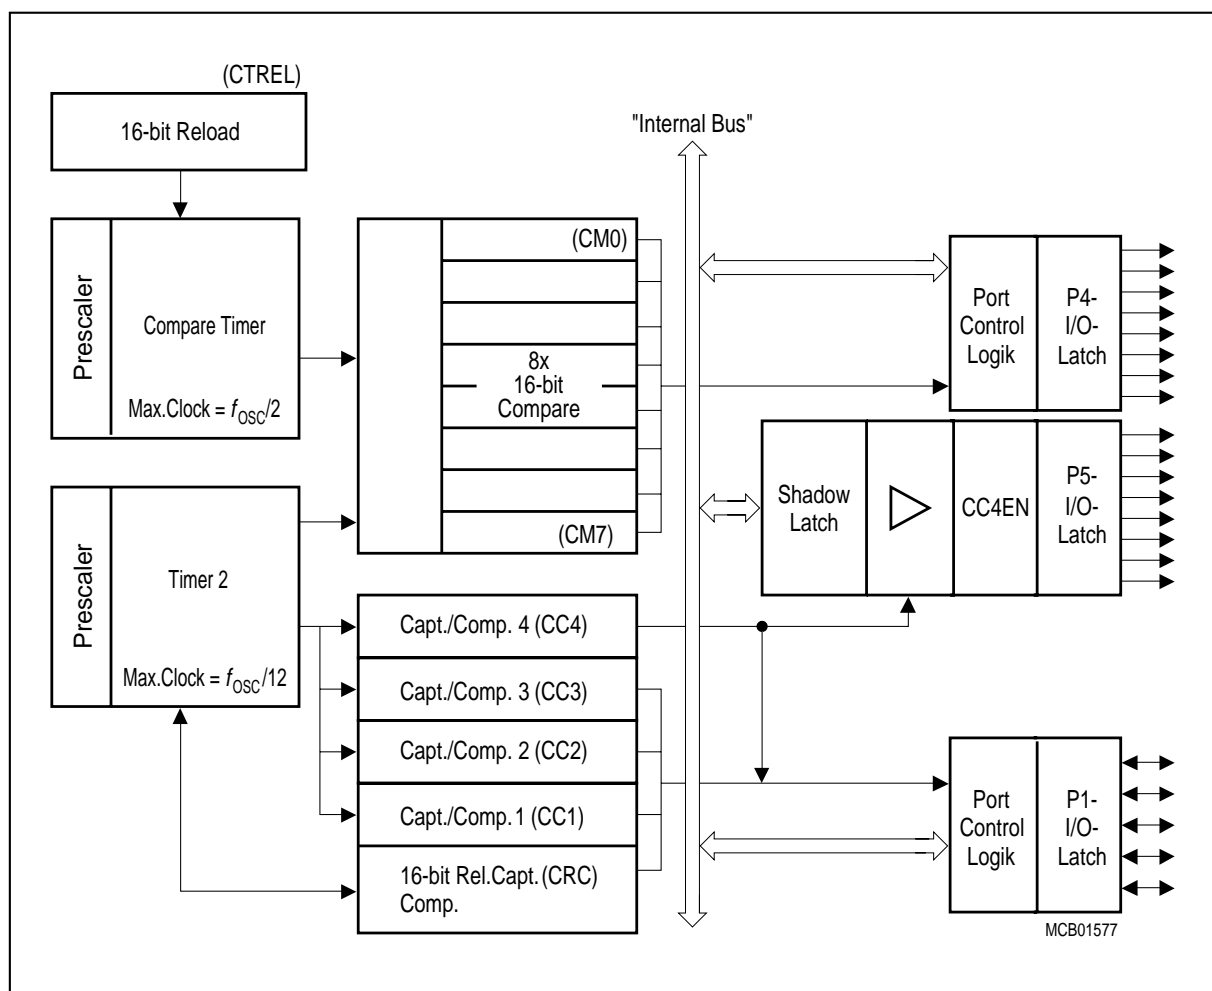 (CTREL)
16-bit Reload
"Internal Bus"
Prescaler
Compare Timer
Max.Clock = fOSC/2
(CM0)
8x
16-bit
Compare
(CM7)
Port
Control
Logik
P4-
I/O-
Latch
Shadow
Latch
CC4EN
P5-
I/O-
Latch
Prescaler
Timer 2
Max.Clock = fOSC/12
Capt./Comp. 4 (CC4)
Capt./Comp. 3 (CC3)
Capt./Comp. 2 (CC2)
Capt./Comp. 1 (CC1)
16-bit Rel.Capt. (CRC)
Comp.
Port
Control
Logik
P1-
I/O-
Latch
MCB01577